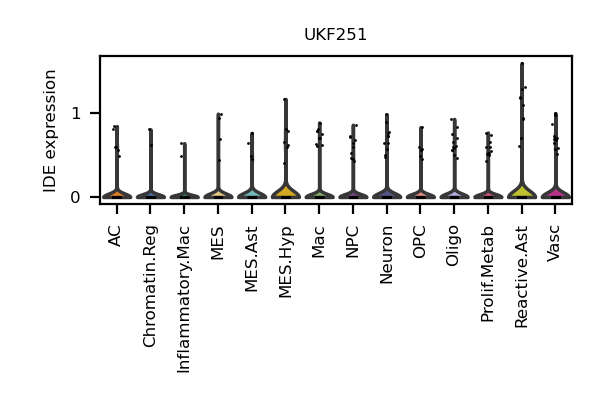 UKF251
IDE expression
1
0
AC
Chromatin.Reg
Inflammatory.Mac
MES
MES.Ast
MES.Hyp
Mac
NPC
Neuron
OPC
Oligo
Prolif.Metab
Reactive.Ast
Vasc